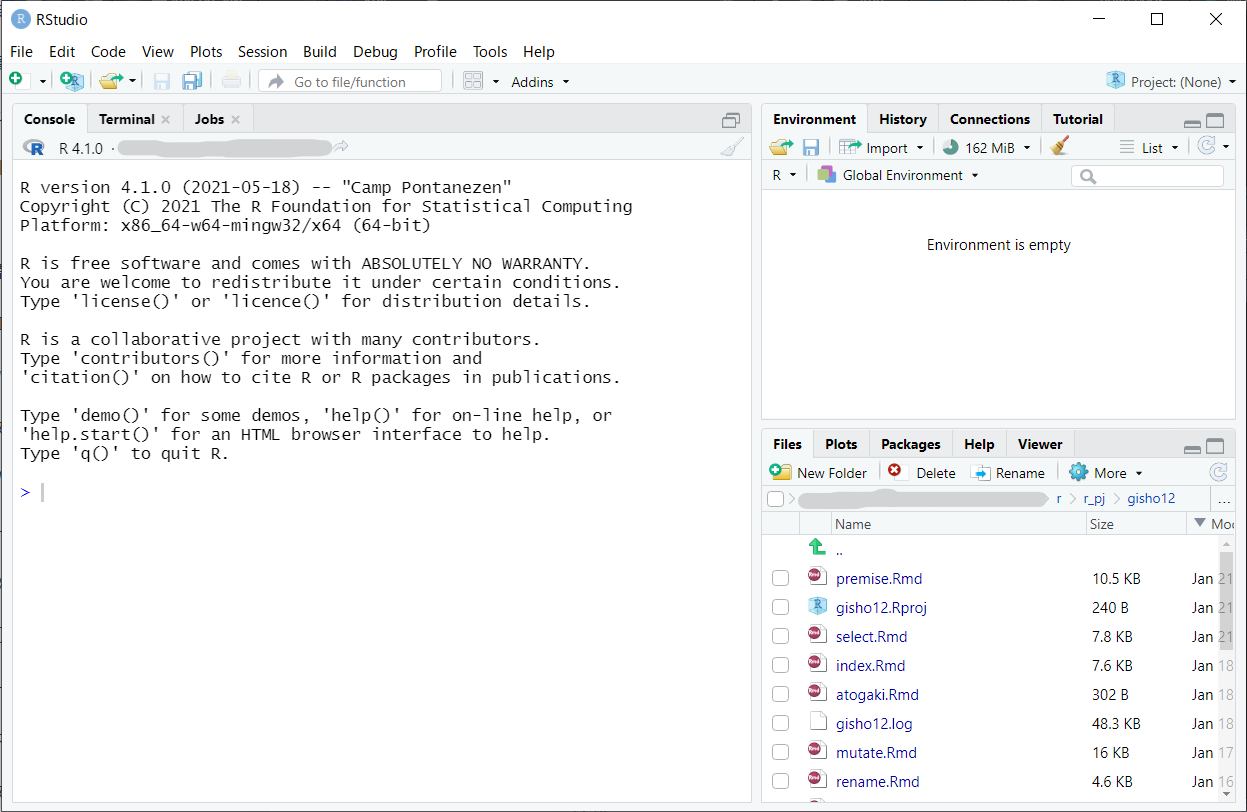 RStudio
File Edit Code View Plots Session Build Debug Profile Tools Help
Go to file/function Addins Project: (None)
Console Terminal Jobs
R 4.1.0 ·
R version 4.1.0 (2021-05-18) -- "Camp Pontanezen"
Copyright (C) 2021 The R Foundation for Statistical Computing
Platform: x86_64-w64-mingw32/x64 (64-bit)
R is free software and comes with ABSOLUTELY NO WARRANTY.
You are welcome to redistribute it under certain conditions.
Type 'license()' or 'licence()' for distribution details.
R is a collaborative project with many contributors.
Type 'contributors()' for more information and
'citation()' on how to cite R or R packages in publications.
Type 'demo()' for some demos, 'help()' for on-line help, or
'help.start()' for an HTML browser interface to help.
Type 'q()' to quit R.
>
Environment History Connections Tutorial
Import 162 MiB List
R Global Environment
Environment is empty
Files Plots Packages Help Viewer
New Folder Delete Rename More
r r_pj gisho12 ...
Name Size Moc
..
premise.Rmd 10.5 KB Jan 21
gisho12.Rproj 240 B Jan 21
select.Rmd 7.8 KB Jan 21
index.Rmd 7.6 KB Jan 18
atogaki.Rmd 302 B Jan 18
gisho12.log 48.3 KB Jan 18
mutate.Rmd 16 KB Jan 17
rename.Rmd 4.6 KB Jan 16